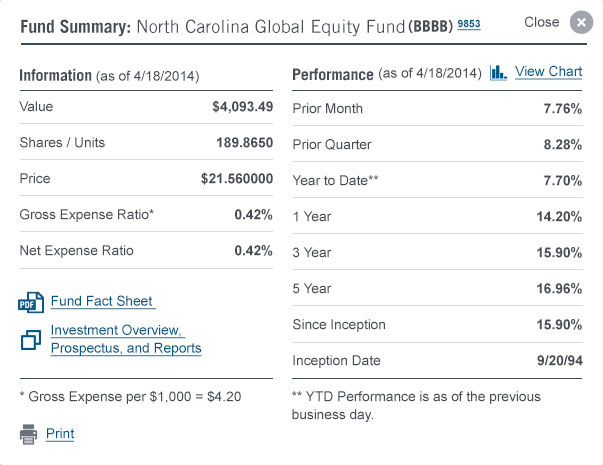 Fund Summary: North Carolina Global Equity Fund (BBBB) 9853 Close
Information (as of 4/18/2014)
Value $4,093.49
Shares / Units 189.8650
Price $21.560000
Gross Expense Ratio* 0.42%
Net Expense Ratio 0.42%
PDF Fund Fact Sheet
Investment Overview,
Prospectus, and Reports
* Gross Expense per $1,000 = $4.20
Print
Performance (as of 4/18/2014) View Chart
Prior Month 7.76%
Prior Quarter 8.28%
Year to Date** 7.70%
1 Year 14.20%
3 Year 15.90%
5 Year 16.96%
Since Inception 15.90%
Inception Date 9/20/94
** YTD Performance is as of the previous
business day.